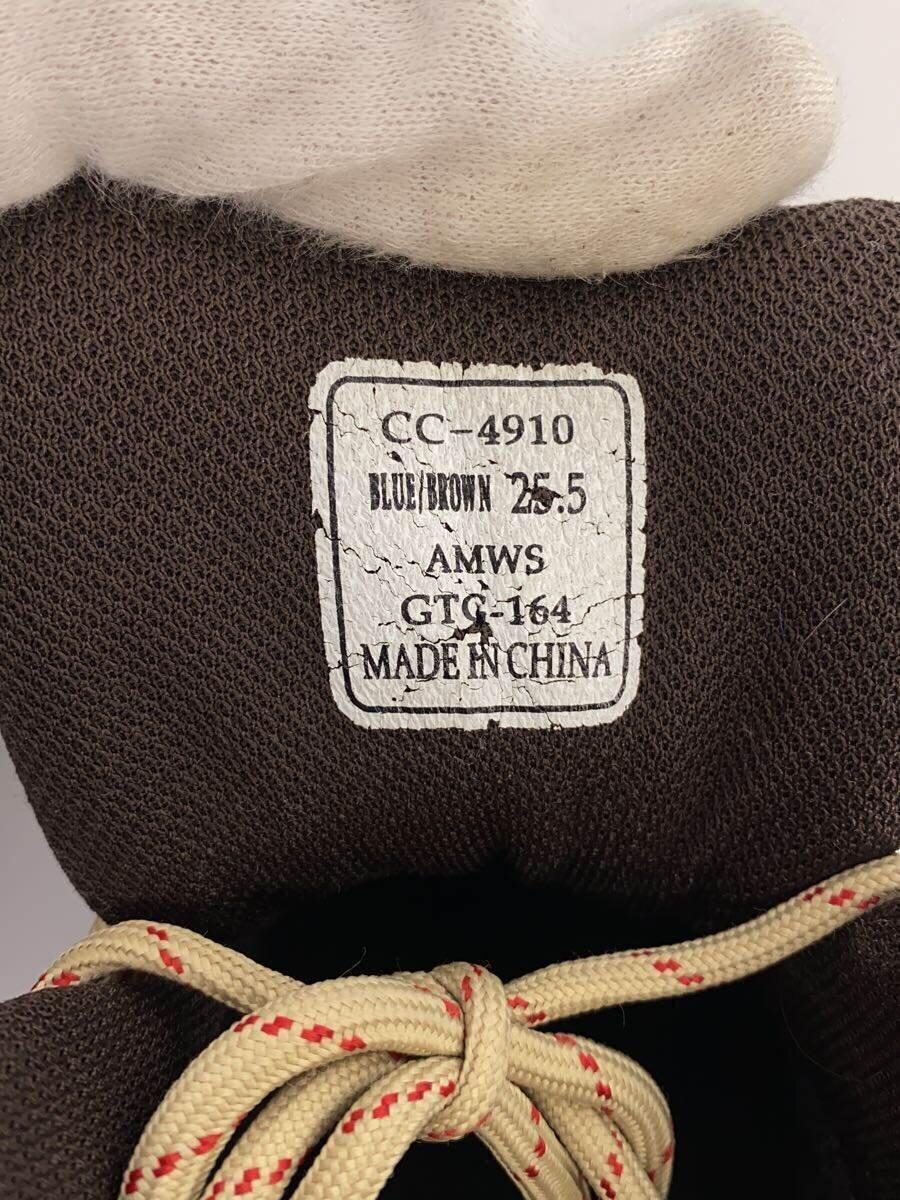 CC-4910
BLUE/BROWN 25.5
AMWS
GTG-164
MADE IN CHINA